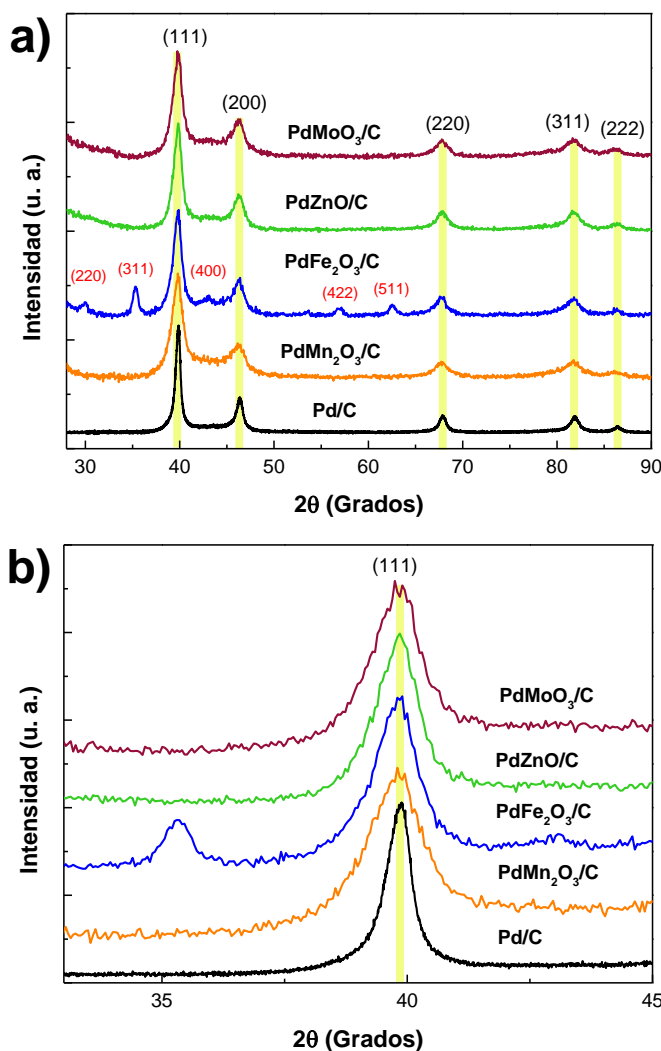 a)
(111)
(200)
(220)
(311)
(222)
PdMoO₃/C
PdZnO/C
PdFe₂O₃/C
(220)
(311)
(400)
(422)
(511)
PdMn₂O₃/C
Pd/C
Intensidad (u. a.)
30 40 50 60 70 80 90
2θ (Grados)
b)
(111)
PdMoO₃/C
PdZnO/C
PdFe₂O₃/C
PdMn₂O₃/C
Pd/C
Intensidad (u. a.)
35 40 45
2θ (Grados)